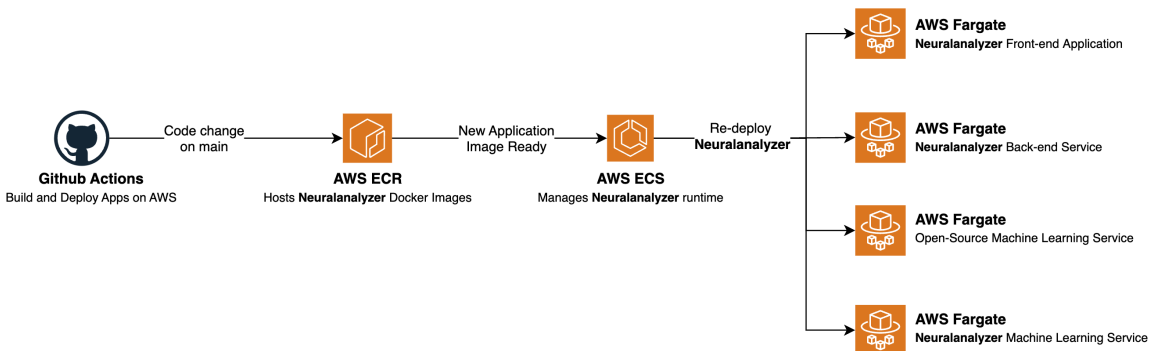 AWS Fargate
Neuralanalyzer Front-end Application
Code change
on main
New Application
Image Ready
Re-deploy
Neuralanalyzer
AWS Fargate
Neuralanalyzer Back-end Service
Github Actions
Build and Deploy Apps on AWS
AWS ECR
Hosts Neuralanalyzer Docker Images
AWS ECS
Manages Neuralanalyzer runtime
AWS Fargate
Open-Source Machine Learning Service
AWS Fargate
Neuralanalyzer Machine Learning Service